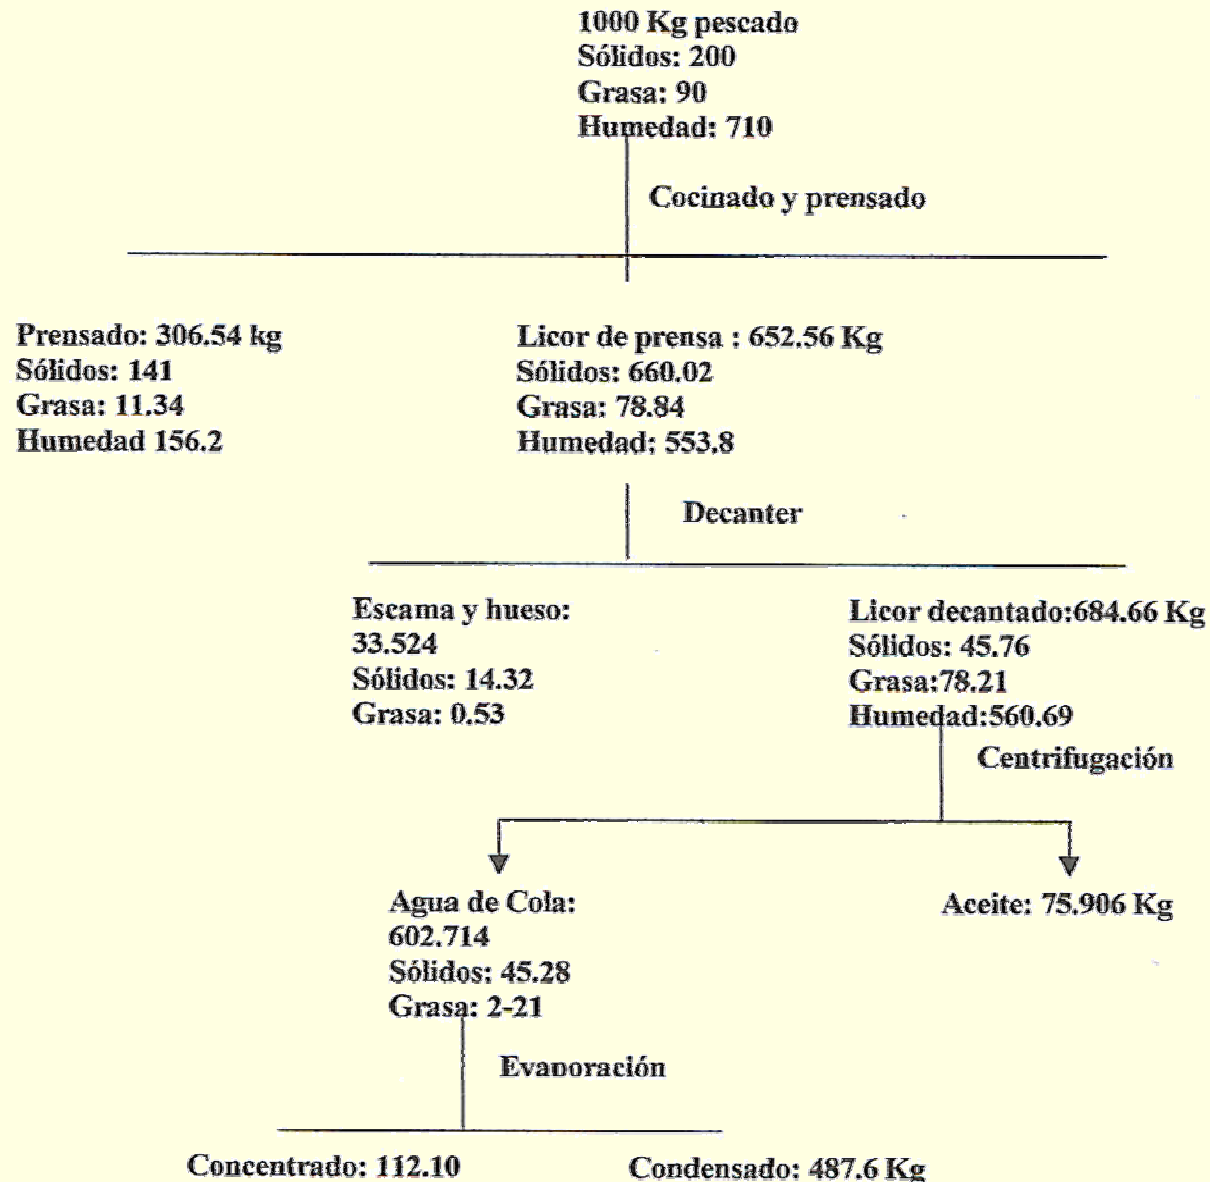 1000 Kg pescado
Sólidos: 200
Grasa: 90
Humedad: 710
Cocinado y prensado
Prensado: 306.54 kg
Sólidos: 141
Grasa: 11.34
Humedad 156.2
Licor de prensa : 652.56 Kg
Sólidos: 660.02
Grasa: 78.84
Humedad: 553.8
Decanter
Escama y hueso:
33.524
Sólidos: 14.32
Grasa: 0.53
Licor decantado:684.66 Kg
Sólidos: 45.76
Grasa:78.21
Humedad:560.69
Centrifugación
Agua de Cola:
602.714
Sólidos: 45.28
Grasa: 2-21
Aceite: 75.906 Kg
Evaporación
Concentrado: 112.10
Condensado: 487.6 Kg